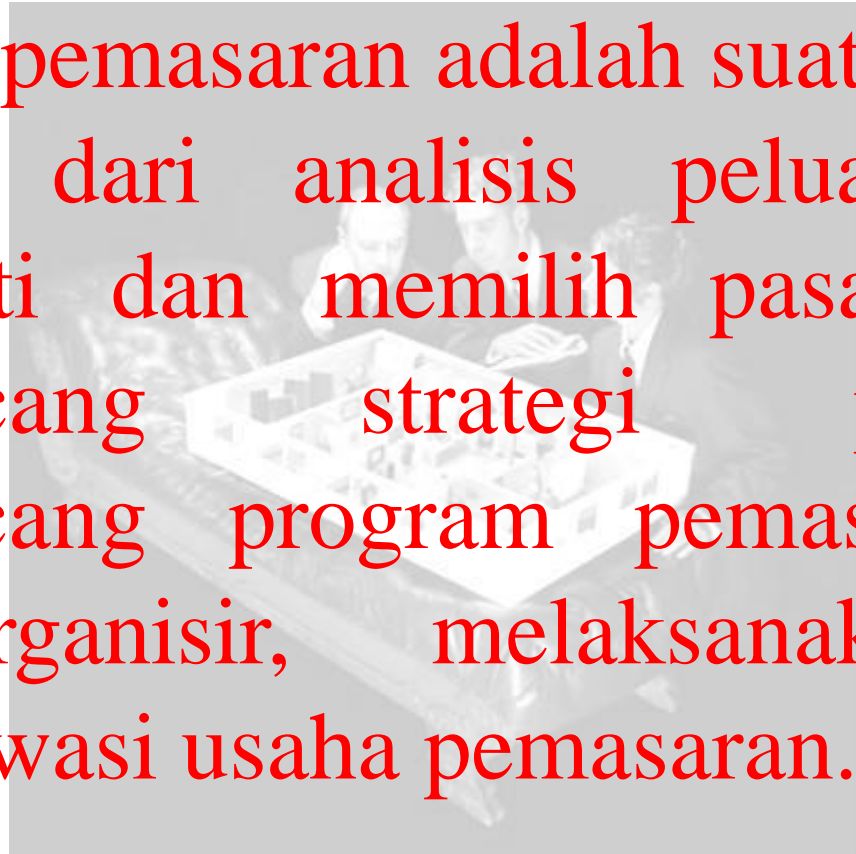 pemasaran adalah suat
dari analisis pelua
ti dan memilih pasa
cang strategi
cang program pemas
rganisir, melaksanak
wasi usaha pemasaran.